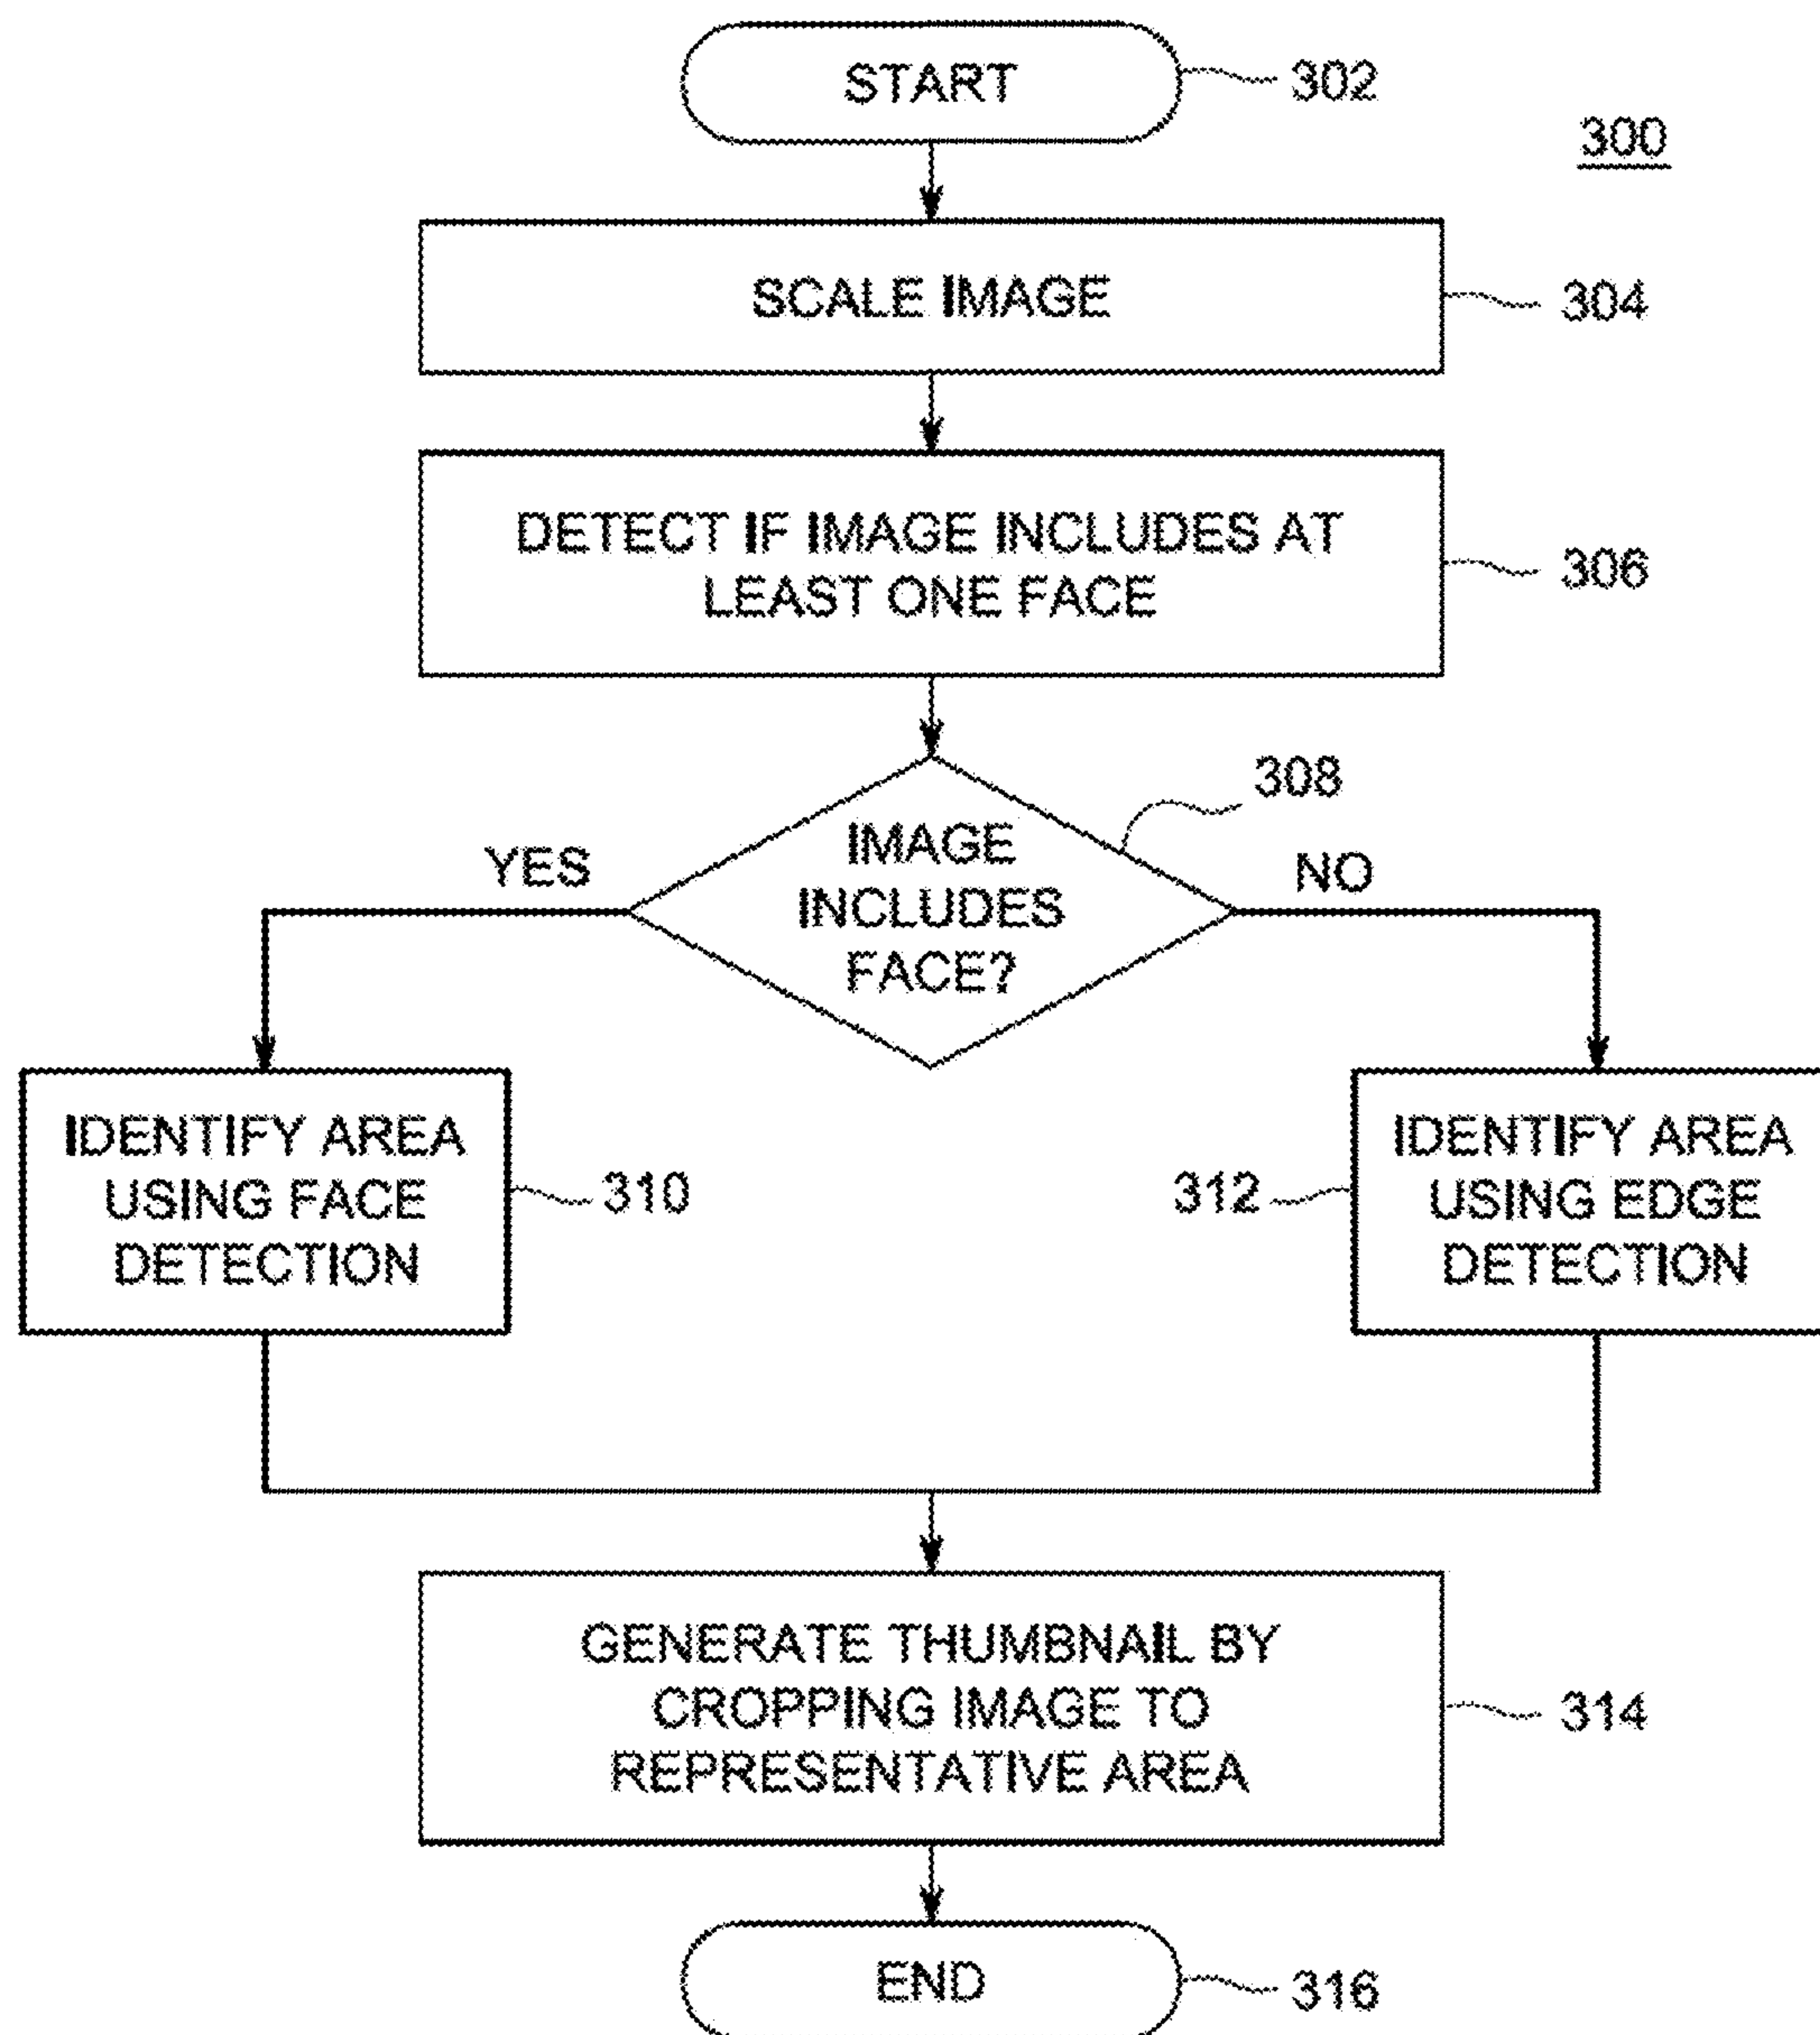 START
302
300
SCALE IMAGE
304
DETECT IF IMAGE INCLUDES AT
LEAST ONE FACE
306
308
IMAGE
INCLUDES
FACE?
YES
NO
IDENTIFY AREA
USING FACE
DETECTION
310
312
IDENTIFY AREA
USING EDGE
DETECTION
GENERATE THUMBNAIL BY
CROPPING IMAGE TO
REPRESENTATIVE AREA
314
END
316